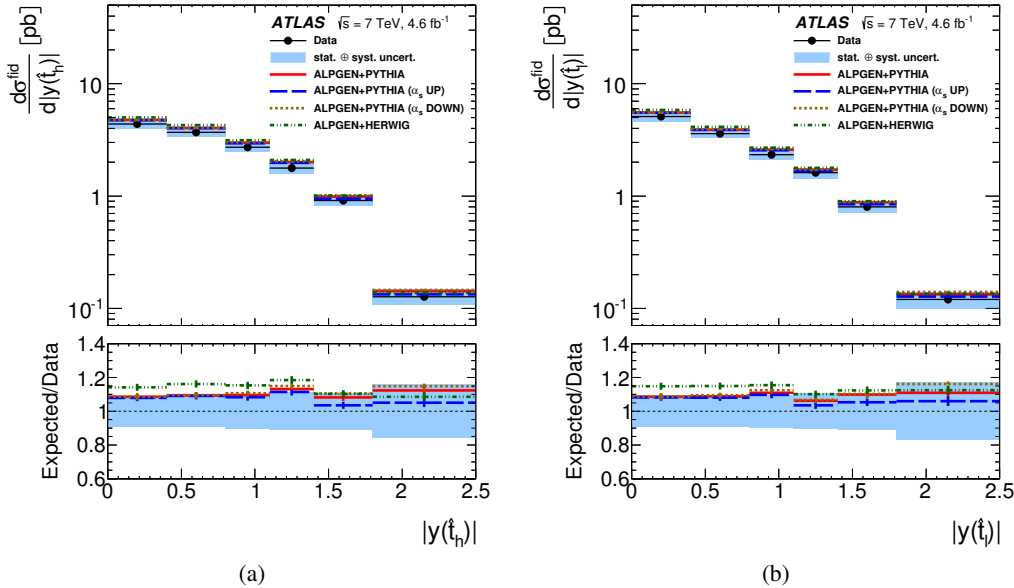 ATLAS √s = 7 TeV, 4.6 fb⁻¹
Data
stat. ⊕ syst. uncert.
ALPGEN+PYTHIA
ALPGEN+PYTHIA (αs UP)
ALPGEN+PYTHIA (αs DOWN)
ALPGEN+HERWIG
dσ^fid / d|y(t̂h)| [pb]
10
1
10⁻¹
Expected/Data
1.4
1.2
1
0.8
0.6
0 0.5 1 1.5 2 2.5
|y(t̂h)|
(a)
ATLAS √s = 7 TeV, 4.6 fb⁻¹
Data
stat. ⊕ syst. uncert.
ALPGEN+PYTHIA
ALPGEN+PYTHIA (αs UP)
ALPGEN+PYTHIA (αs DOWN)
ALPGEN+HERWIG
dσ^fid / d|y(t̂l)| [pb]
10
1
10⁻¹
Expected/Data
1.4
1.2
1
0.8
0.6
0 0.5 1 1.5 2 2.5
|y(t̂l)|
(b)